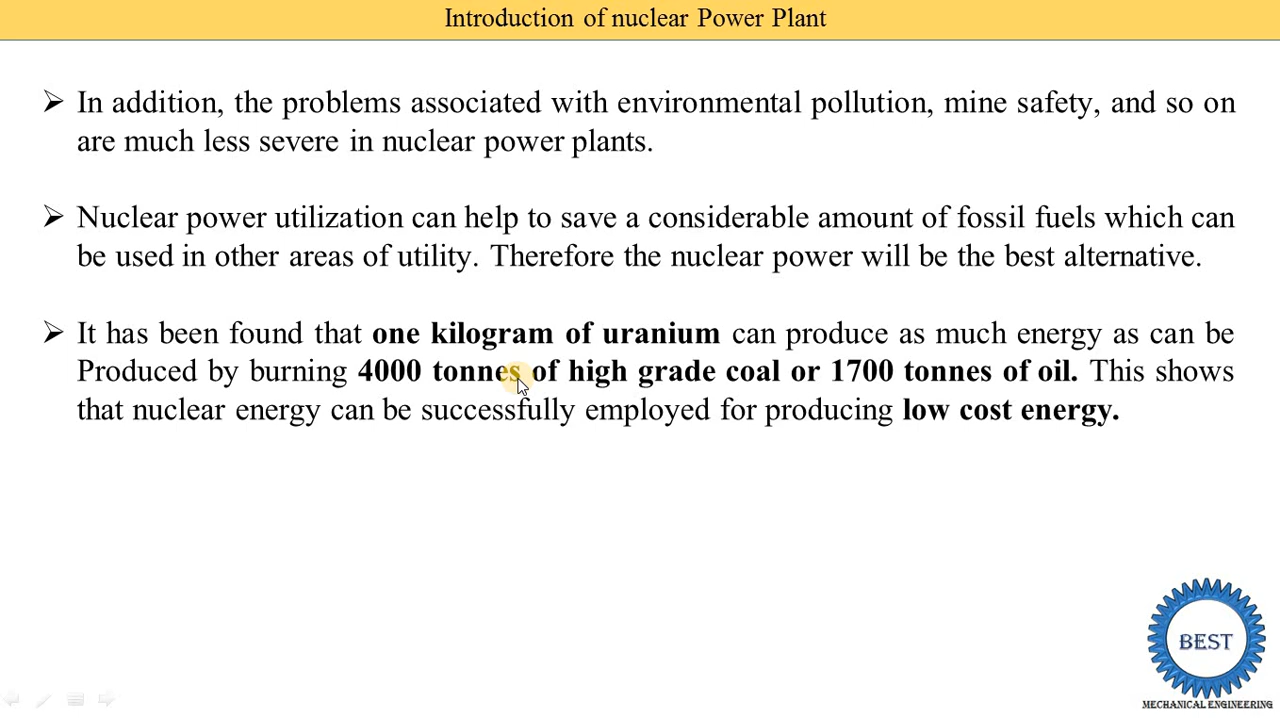 Introduction of nuclear Power Plant
In addition, the problems associated with environmental pollution, mine safety, and so on
are much less severe in nuclear power plants.
Nuclear power utilization can help to save a considerable amount of fossil fuels which can
be used in other areas of utility. Therefore the nuclear power will be the best alternative.
It has been found that one kilogram of uranium can produce as much energy as can be
Produced by burning 4000 tonnes of high grade coal or 1700 tonnes of oil. This shows
that nuclear energy can be successfully employed for producing low cost energy.
BEST
MECHANICAL ENGINEERING